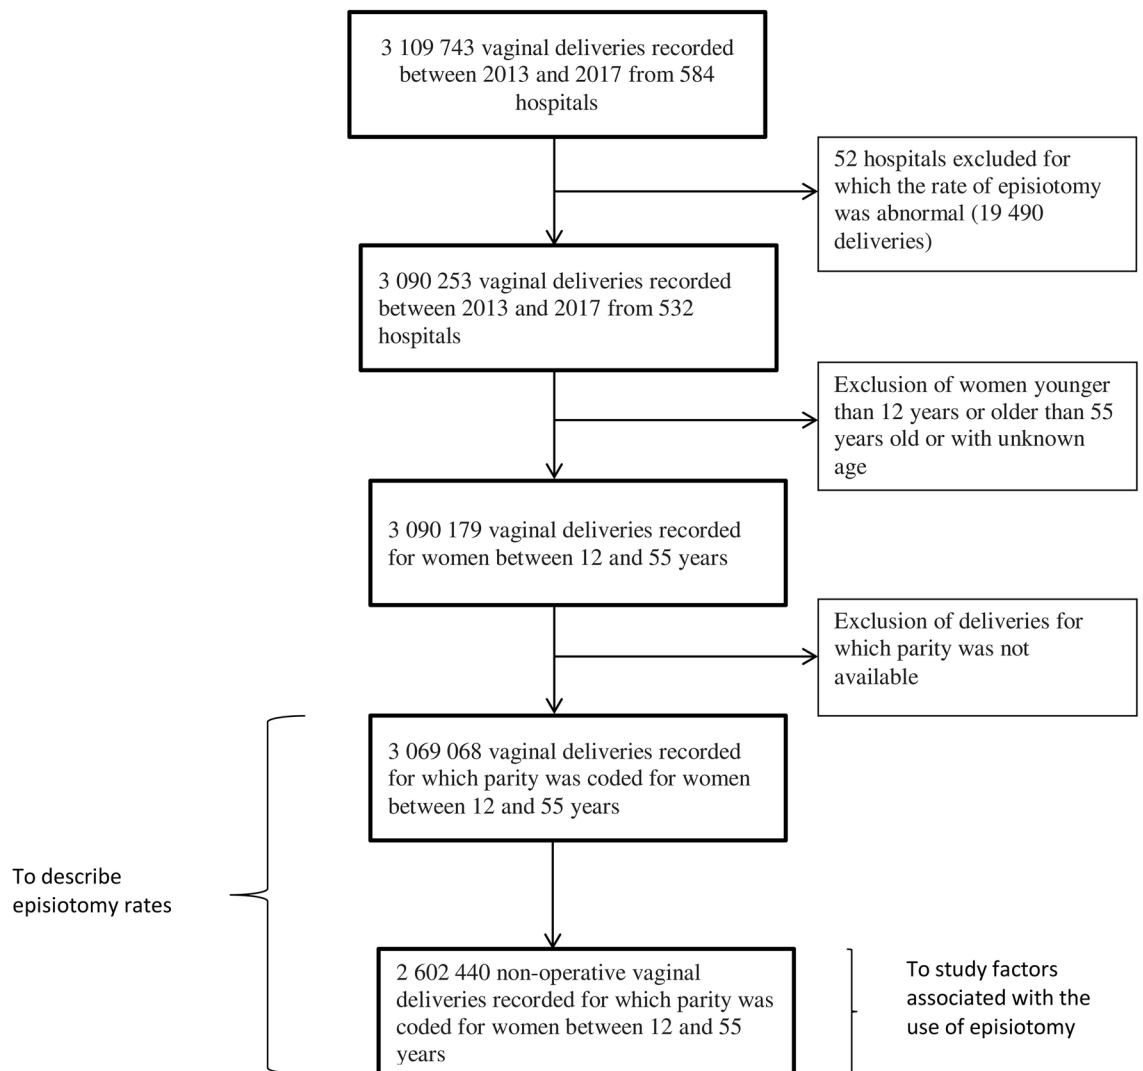 3 109 743 vaginal deliveries recorded
between 2013 and 2017 from 584
hospitals
52 hospitals excluded for
which the rate of episiotomy
was abnormal (19 490
deliveries)
3 090 253 vaginal deliveries recorded
between 2013 and 2017 from 532
hospitals
Exclusion of women younger
than 12 years or older than 55
years old or with unknown
age
3 090 179 vaginal deliveries recorded
for women between 12 and 55 years
Exclusion of deliveries for
which parity was not
available
3 069 068 vaginal deliveries recorded
for which parity was coded for women
between 12 and 55 years
To describe
episiotomy rates
2 602 440 non-operative vaginal
deliveries recorded for which parity was
coded for women between 12 and 55
years
To study factors
associated with the
use of episiotomy